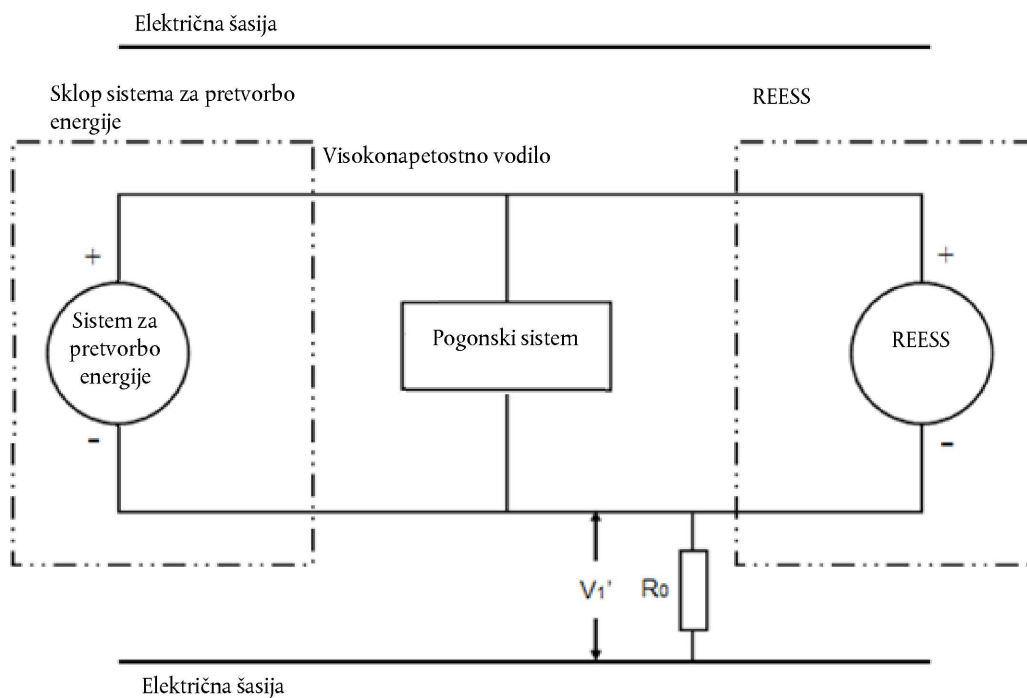 Električna šasija
Sklop sistema za pretvorbo
energije
REESS
Visokonapetostno vodilo
+
+
Sistem za
pretvorbo
energije
Pogonski sistem
REESS
-
-
V1'
R0
Električna šasija